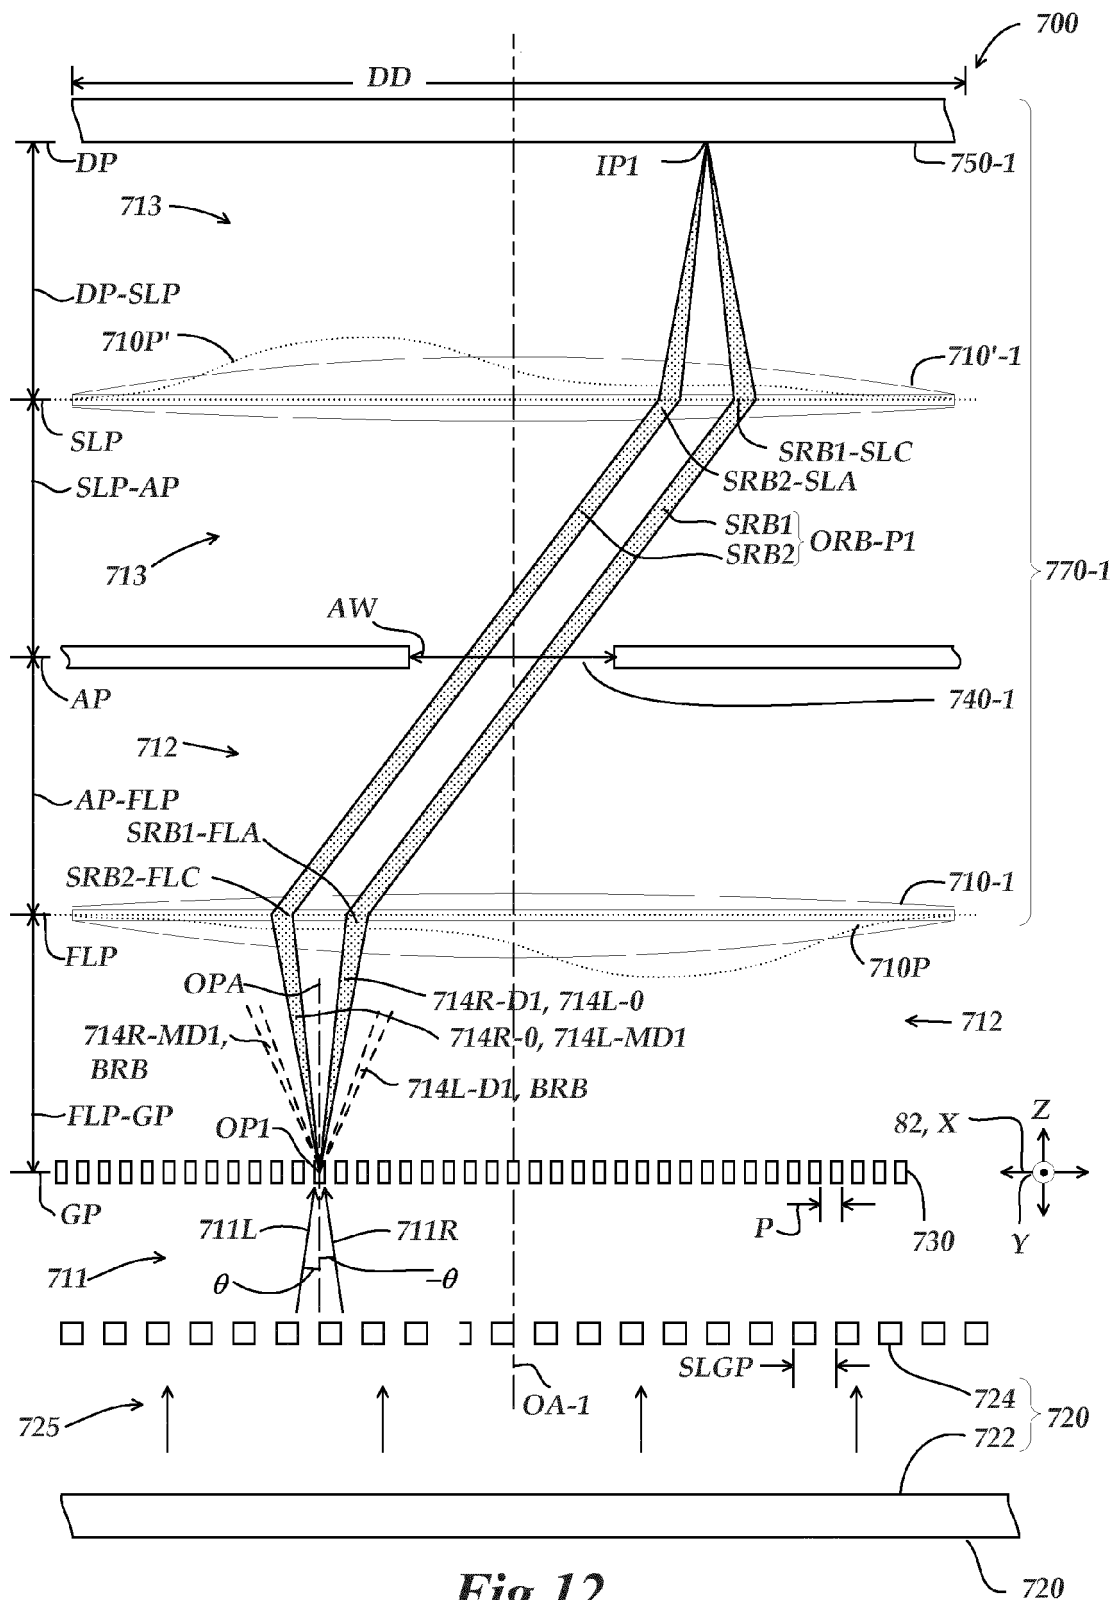 700
DD
DP
IP1
750-1
713
DP-SLP
710P'
710'-1
SLP
SRB1-SLC
SRB2-SLA
SLP-AP
SRB1
SRB2
ORB-P1
713
770-1
AW
AP
740-1
712
AP-FLP
SRB1-FLA
SRB2-FLC
710-1
FLP
710P
OPA
714R-D1, 714L-0
712
714R-MD1,
BRB
714R-0, 714L-MD1
714L-D1, BRB
FLP-GP
OP1
82, X
Z
GP
711L
711R
P
730
Y
711
θ
-θ
SLGP
724
725
OA-1
720
722
720
Fig.12